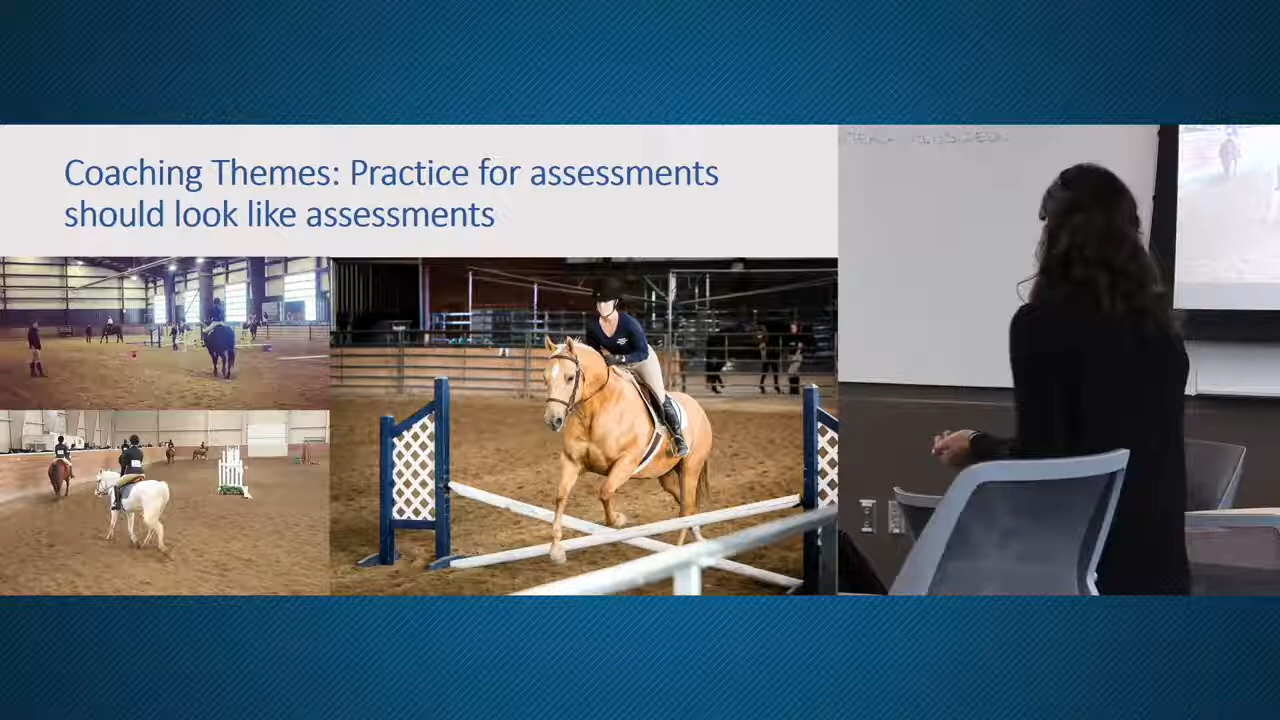 Coaching Themes: Practice for assessments
should look like assessments